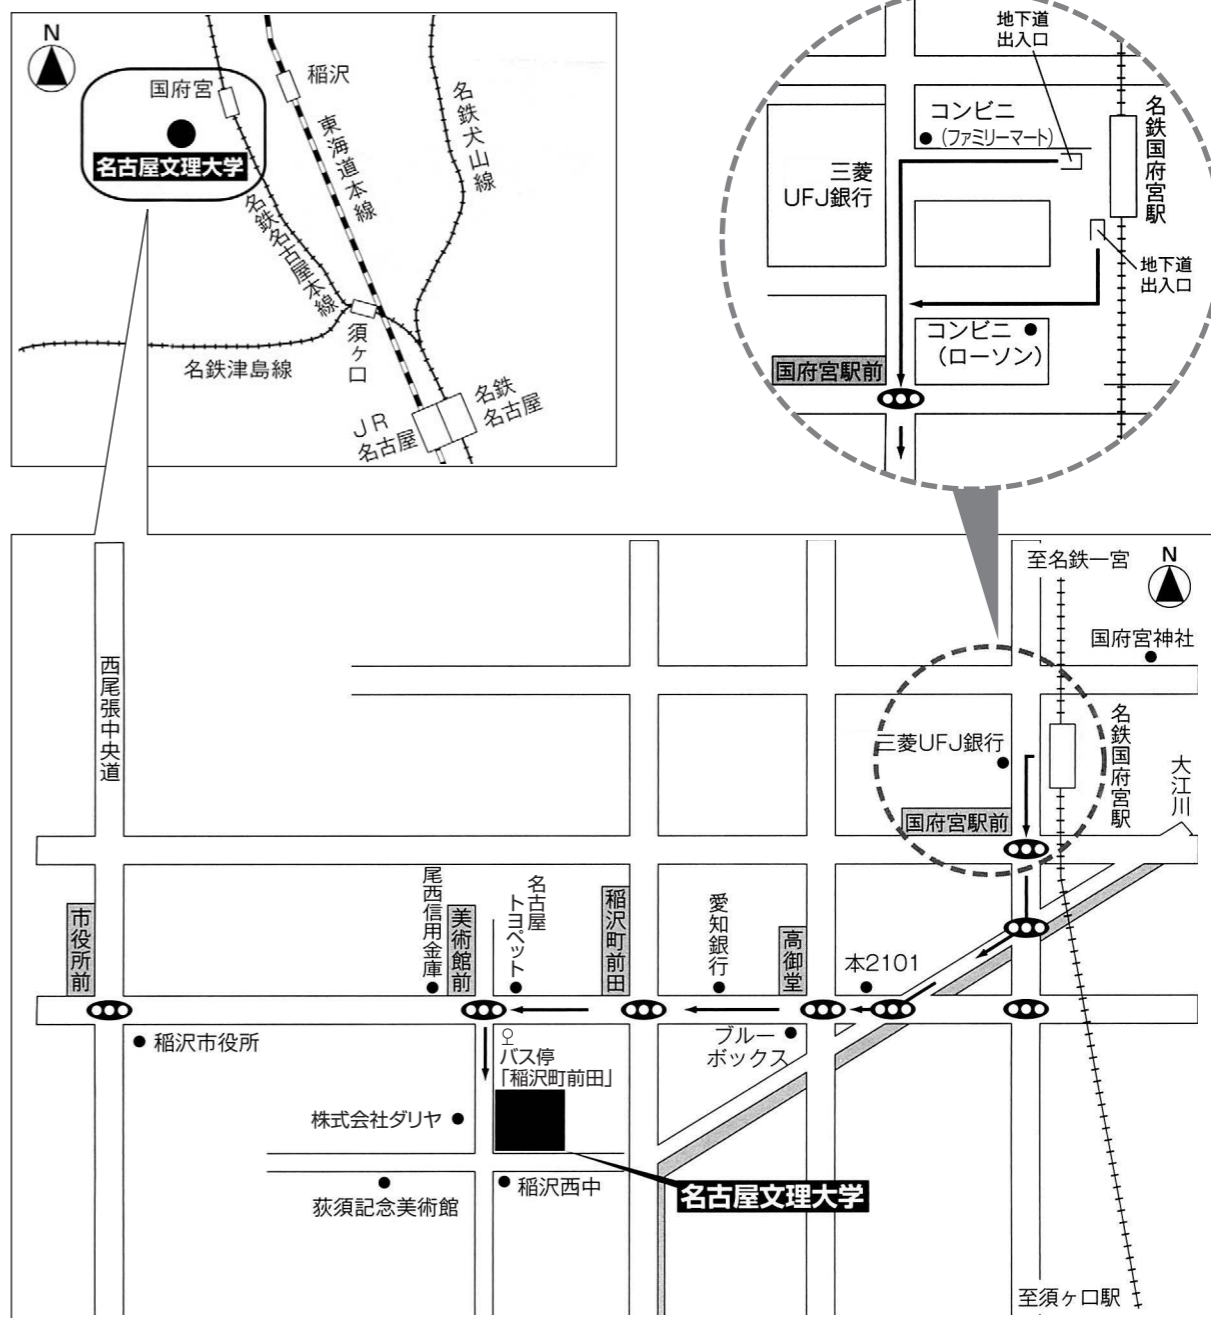 N
国府宮
名古屋文理大学
稲沢
東海道本線
名鉄犬山線
名鉄名古屋本線
須ヶ口
名鉄津島線
JR
名古屋
名鉄
名古屋
地下道
出入口
コンビニ
(ファミリーマート)
名鉄国府宮駅
三菱
UFJ銀行
地下道
出入口
コンビニ
(ローソン)
国府宮駅前
至名鉄一宮
N
国府宮神社
西尾張中央道
三菱UFJ銀行
名鉄国府宮駅
大江川
国府宮駅前
市役所前
尾西信用金庫
美術館前
名古屋
トヨペット
稲沢町前田
愛知銀行
高御堂
本2101
稲沢市役所
バス停
「稲沢町前田」
ブルー
ボックス
株式会社ダリヤ
荻須記念美術館
稲沢西中
名古屋文理大学
至須ヶ口駅